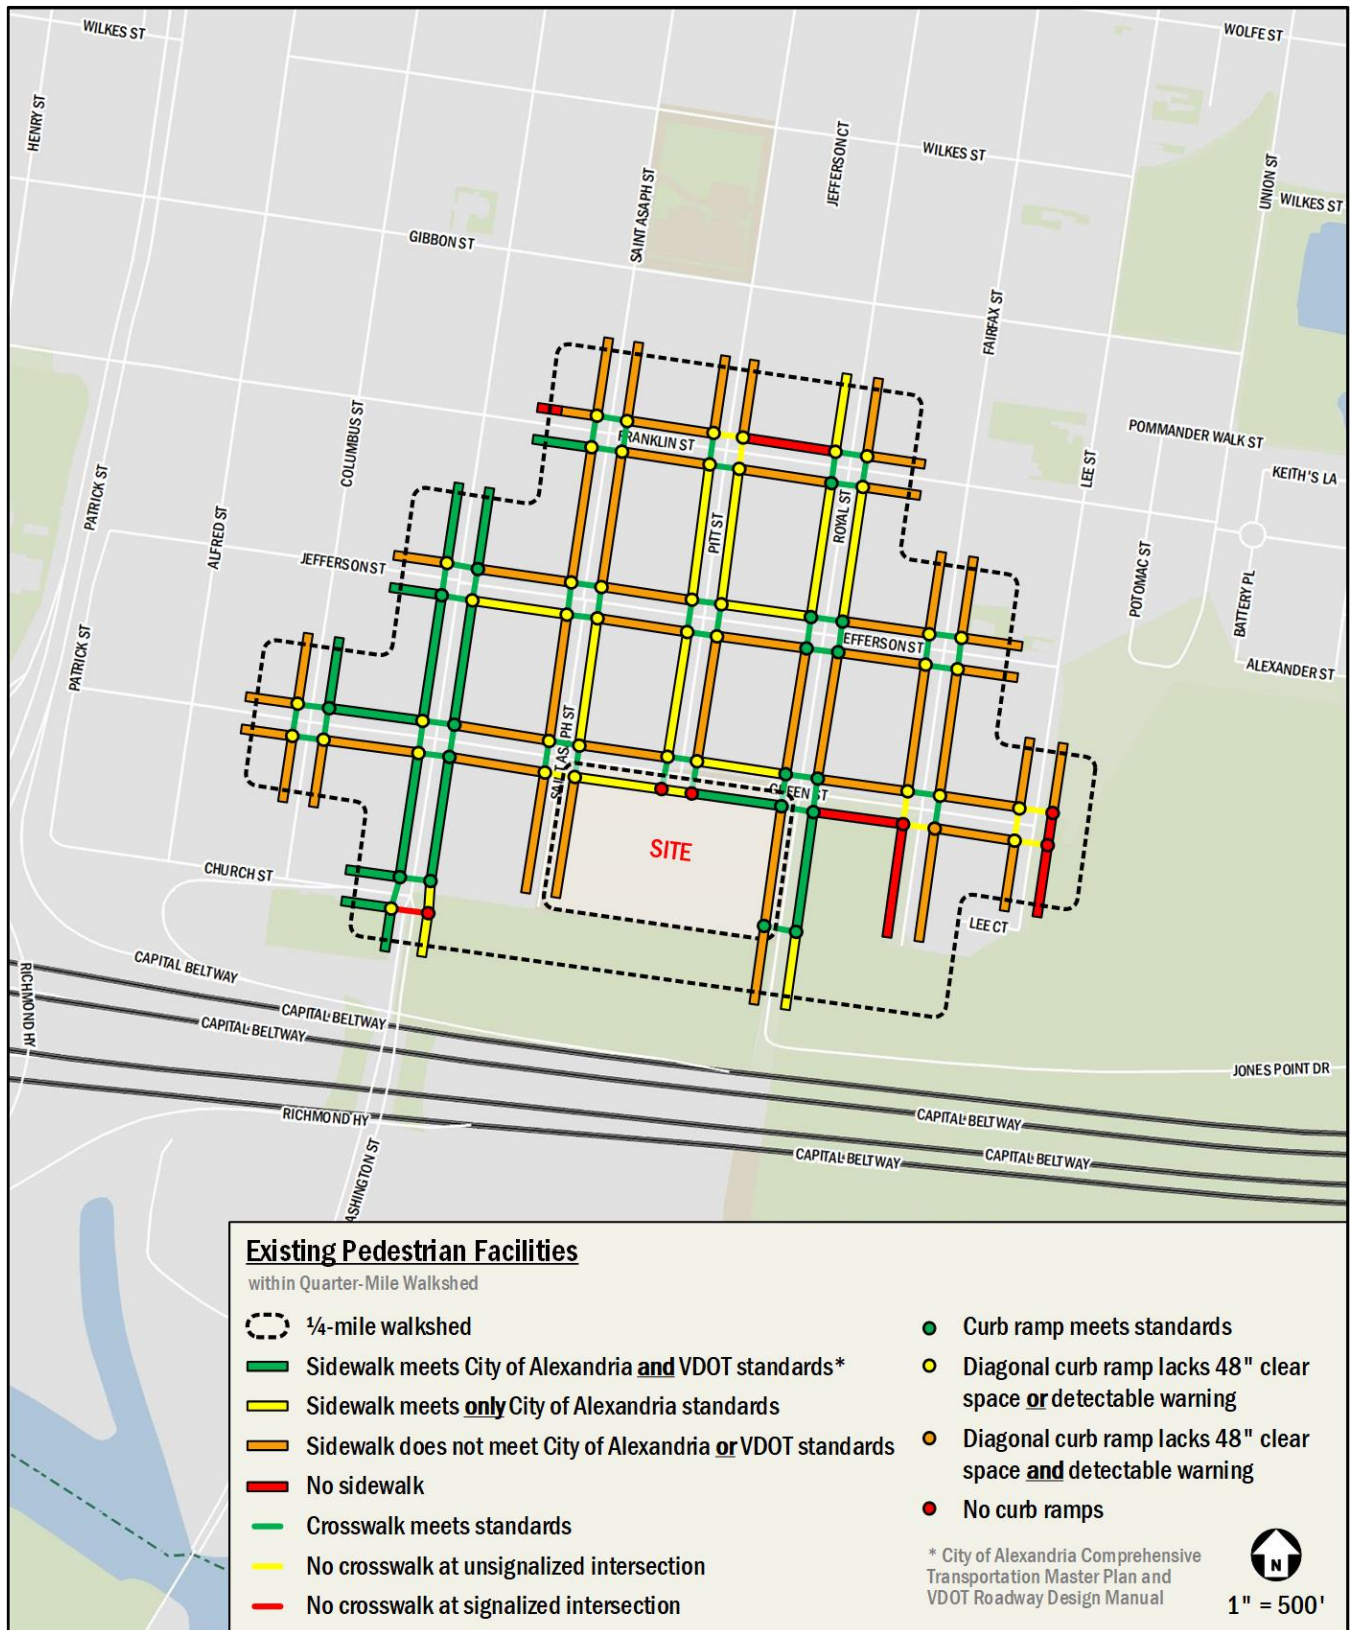 WILKES ST
WOLFE ST
HENRY ST
JEFFERSON CT
WILKES ST
UNION ST
WILKES ST
SAINT ASAPH ST
GIBBON ST
FAIRFAX ST
COLUMBUS ST
FRANKLIN ST
POMMANDER WALK ST
LEE ST
KEITH'S LA
PATRICK ST
ALFRED ST
PITT ST
ROYAL ST
JEFFERSON ST
POTOMAC ST
BATTERY PL
EFFERSON ST
ALEXANDER ST
PATRICK ST
SAINT ASAPH ST
GREEN ST
SITE
CHURCH ST
LEE CT
CAPITAL BELTWAY
RICHMOND HY
CAPITAL BELTWAY
CAPITAL BELTWAY
JONES POINT DR
RICHMOND HY
CAPITAL BELTWAY
CAPITAL BELTWAY
CAPITAL BELTWAY
ASHINGTON ST
Existing Pedestrian Facilities
within Quarter-Mile Walkshed
¼-mile walkshed
Sidewalk meets City of Alexandria and VDOT standards*
Sidewalk meets only City of Alexandria standards
Sidewalk does not meet City of Alexandria or VDOT standards
No sidewalk
Crosswalk meets standards
No crosswalk at unsignalized intersection
No crosswalk at signalized intersection
Curb ramp meets standards
Diagonal curb ramp lacks 48" clear
space or detectable warning
Diagonal curb ramp lacks 48" clear
space and detectable warning
No curb ramps
* City of Alexandria Comprehensive
Transportation Master Plan and
VDOT Roadway Design Manual
N
1" = 500'